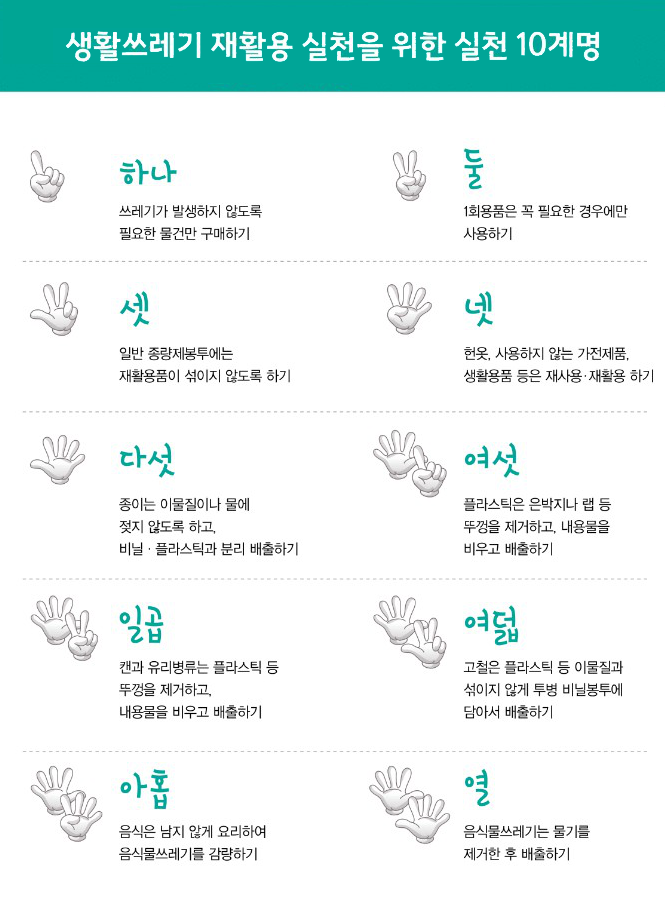 생활쓰레기 재활용 실천을 위한 실천 10계명
하나
쓰레기가 발생하지 않도록
필요한 물건만 구매하기
둘
1회용품은 꼭 필요한 경우에만
사용하기
셋
일반 종량제봉투에는
재활용품이 섞이지 않도록 하기
넷
헌옷, 사용하지 않는 가전제품,
생활용품 등은 재사용·재활용 하기
다섯
종이는 이물질이나 물에
젖지 않도록 하고,
비닐 · 플라스틱과 분리 배출하기
여섯
플라스틱은 은박지나 랩 등
뚜껑을 제거하고, 내용물을
비우고 배출하기
일곱
캔과 유리병류는 플라스틱 등
뚜껑을 제거하고,
내용물을 비우고 배출하기
여덟
고철은 플라스틱 등 이물질과
섞이지 않게 투병 비닐봉투에
담아서 배출하기
아홉
음식은 남지 않게 요리하여
음식물쓰레기를 감량하기
열
음식물쓰레기는 물기를
제거한 후 배출하기